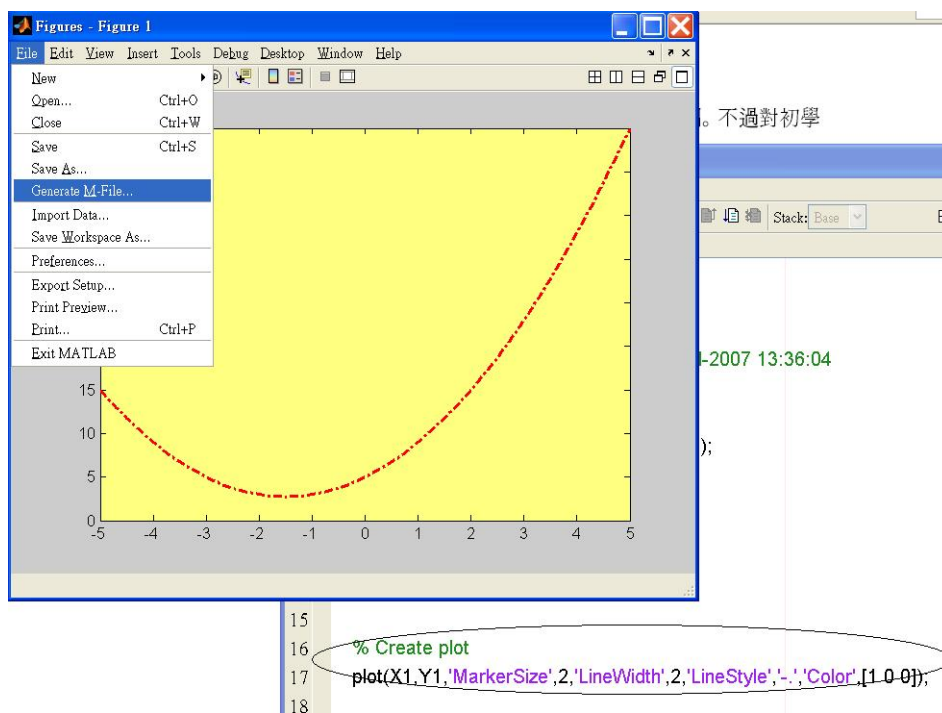 Figures - Figure 1
File Edit View Insert Tools Debug Desktop Window Help
New
Open... Ctrl+O
Close Ctrl+W
Save Ctrl+S
Save As...
Generate M-File...
Import Data...
Save Workspace As...
Preferences...
Export Setup...
Print Preview...
Print... Ctrl+P
Exit MATLAB
15
10
5
0
-5 -4 -3 -2 -1 0 1 2 3 4 5
。不過對初學
Stack: Base
-2007 13:36:04
);
15
16 % Create plot
17 plot(X1,Y1,'MarkerSize',2,'LineWidth',2,'LineStyle','-.','Color',[1 0 0]);
18